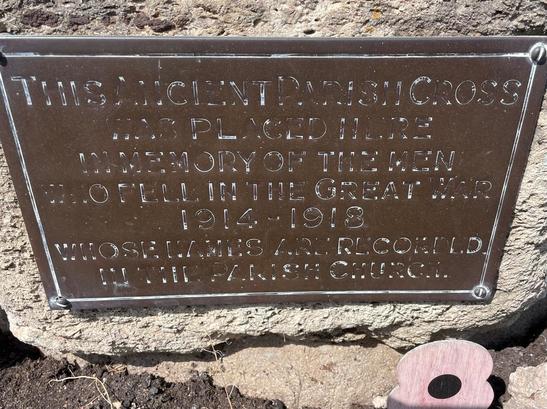 THIS ANCIENT PARISH CROSS
WAS PLACED HERE
IN MEMORY OF THE MEN
WHO FELL IN THE GREAT WAR
1914-1918
WHOSE NAMES ARE RECORDED
IN THE PARISH CHURCH.